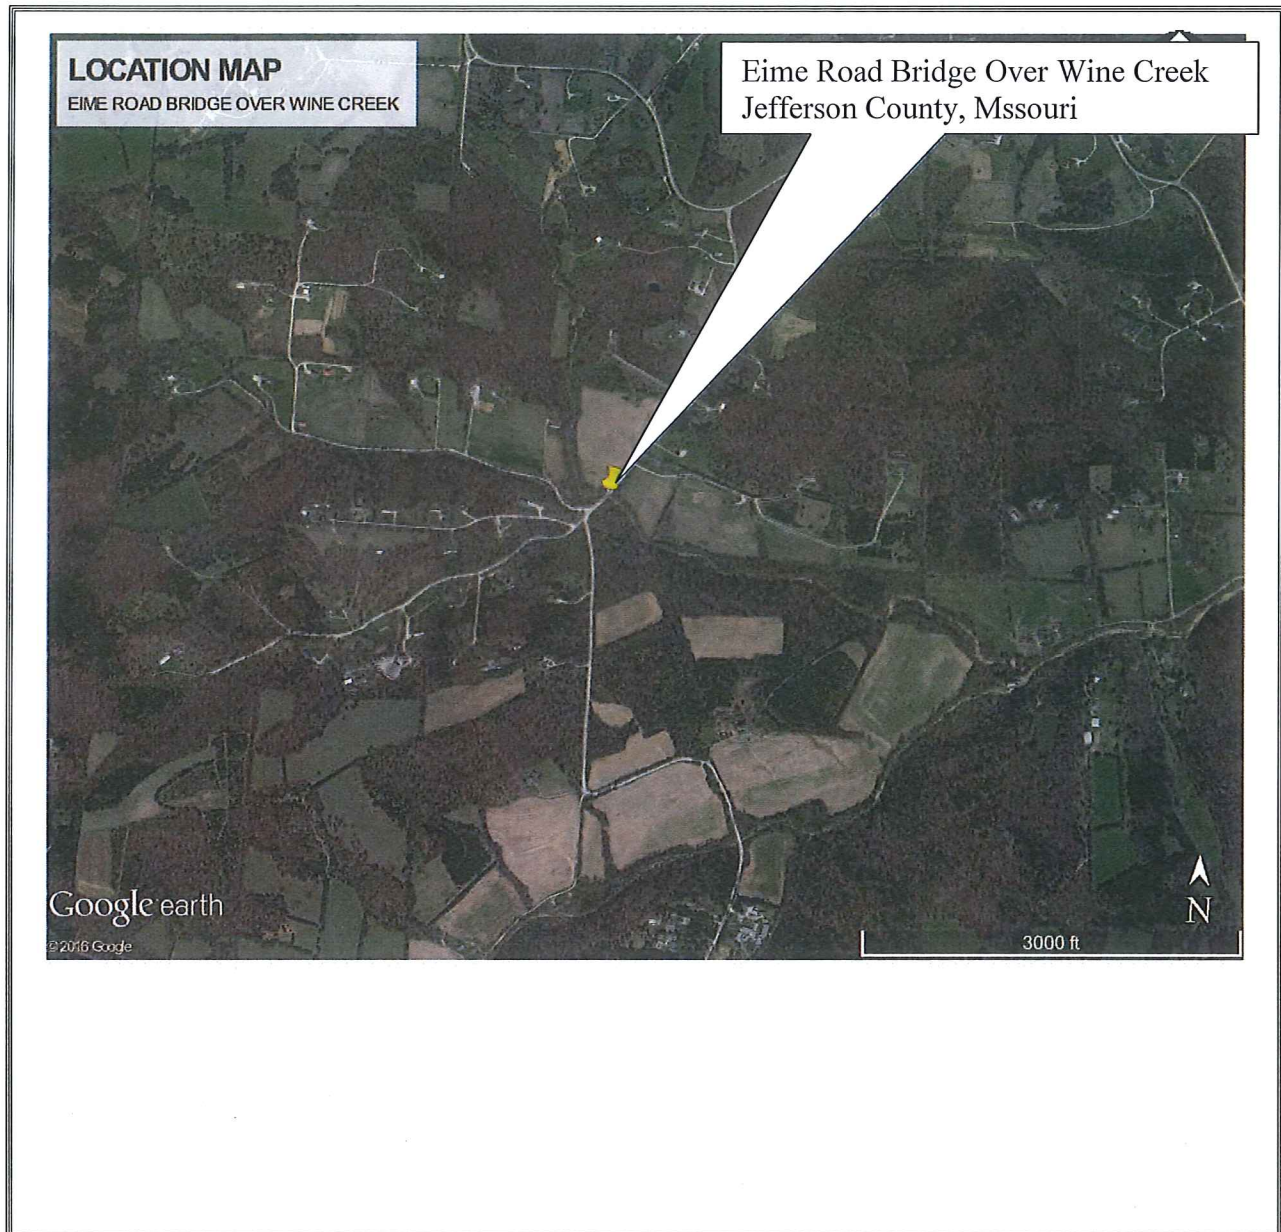 LOCATION MAP
EIME ROAD BRIDGE OVER WINE CREEK
Eime Road Bridge Over Wine Creek
Jefferson County, Mssouri
Google earth
© 2016 Google
N
3000 ft